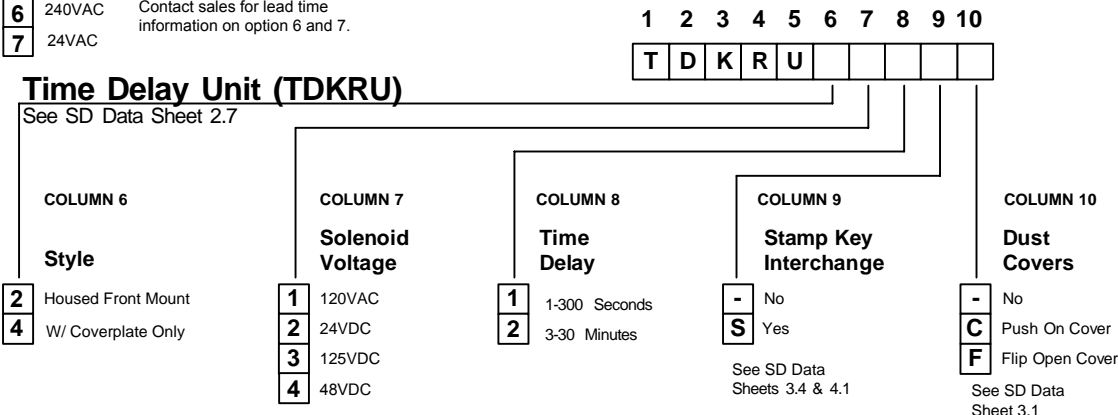 6 240VAC
7 24VAC
Contact sales for lead time
information on option 6 and 7.
1 2 3 4 5 6 7 8 9 10
T D K R U
Time Delay Unit (TDKRU)
See SD Data Sheet 2.7
COLUMN 6
Style
2 Housed Front Mount
4 W/ Coverplate Only
COLUMN 7
Solenoid
Voltage
1 120VAC
2 24VDC
3 125VDC
4 48VDC
COLUMN 8
Time
Delay
1 1-300 Seconds
2 3-30 Minutes
COLUMN 9
Stamp Key
Interchange
- No
S Yes
See SD Data
Sheets 3.4 & 4.1
COLUMN 10
Dust
Covers
- No
C Push On Cover
F Flip Open Cover
See SD Data
Sheet 3.1